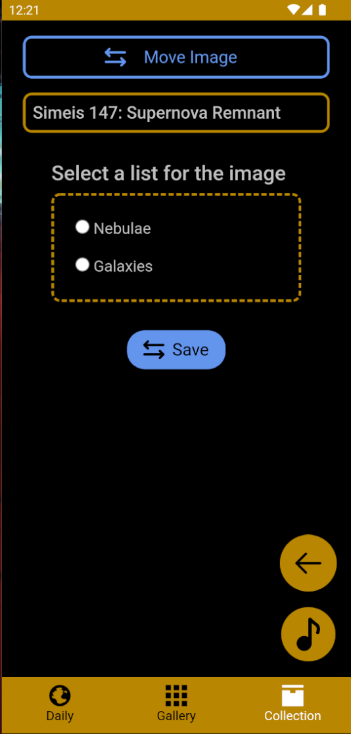 12:21
Move Image
Simeis 147: Supernova Remnant
Select a list for the image
Nebulae
Galaxies
Save
Daily
Gallery
Collection